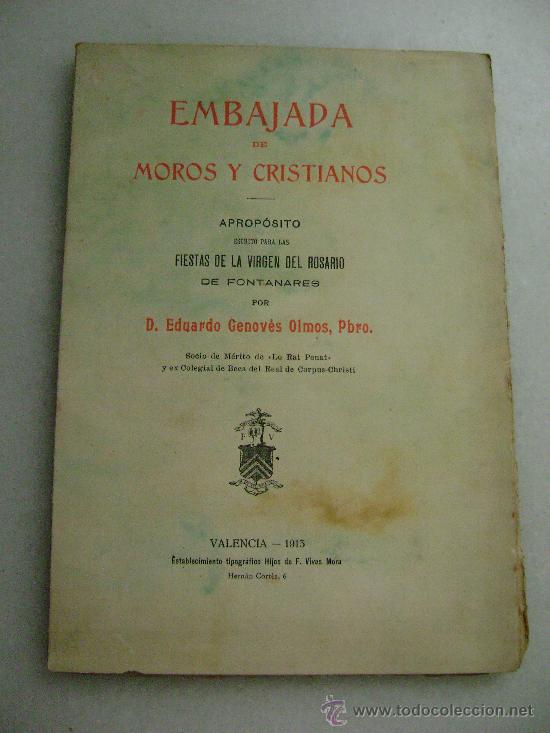 EMBAJADA
DE
MOROS Y CRISTIANOS
APROPÓSITO
ESCRITO PARA LAS
FIESTAS DE LA VIRGEN DEL ROSARIO
DE FONTANARES
POR
D. Eduardo Genovés Olmos, Pbro.
Socio de Mérito de «Lo Rat Penat»
y ex Colegial de Beca del Real de Corpus-Christi
F V
VALENCIA — 1915
Establecimiento tipográfico Hijos de F. Vives Mora
Hernán Cortés, 6
todocoleccion
www.todocoleccion.net